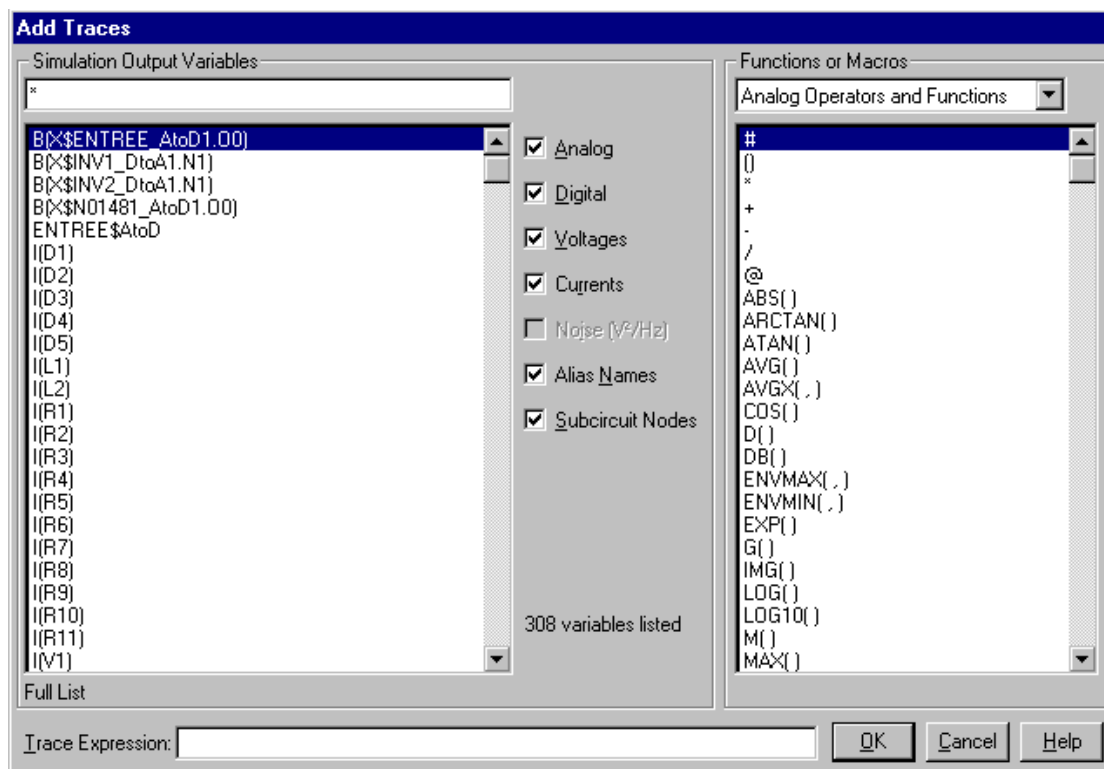 Add Traces
Simulation Output Variables
*
B(X$ENTREE_AtoD1.O0)
B(X$INV1_DtoA1.N1)
B(X$INV2_DtoA1.N1)
B(X$N01481_AtoD1.O0)
ENTREE$AtoD
I(D1)
I(D2)
I(D3)
I(D4)
I(D5)
I(L1)
I(L2)
I(R1)
I(R2)
I(R3)
I(R4)
I(R5)
I(R6)
I(R7)
I(R8)
I(R9)
I(R10)
I(R11)
I(V1)
Full List
Analog
Digital
Voltages
Currents
Noise (V²/Hz)
Alias Names
Subcircuit Nodes
308 variables listed
Functions or Macros
Analog Operators and Functions
#
()
*
+
-
/
@
ABS( )
ARCTAN( )
ATAN( )
AVG( )
AVGX( , )
COS( )
D( )
DB( )
ENVMAX( , )
ENVMIN( , )
EXP( )
G( )
IMG( )
LOG( )
LOG10( )
M( )
MAX( )
Trace Expression:
OK
Cancel
Help